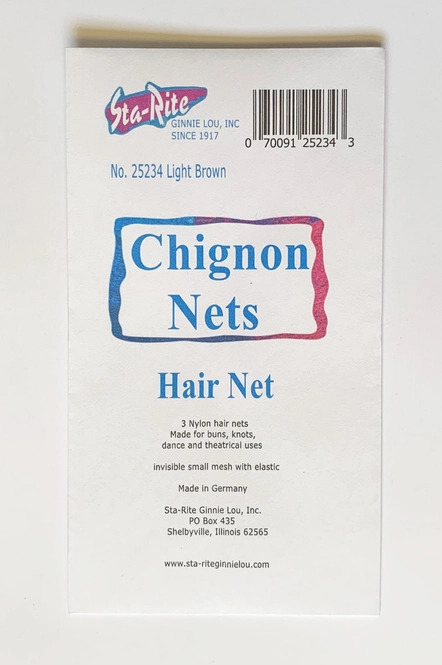 Sta-Rite
GINNIE LOU, INC
SINCE 1917
0 70091 25234 3
No. 25234 Light Brown
Chignon
Nets
Hair Net
3 Nylon hair nets
Made for buns, knots,
dance and theatrical uses
invisible small mesh with elastic
Made in Germany
Sta-Rite Ginnie Lou, Inc.
PO Box 435
Shelbyville, Illinois 62565
www.sta-riteginnielou.com